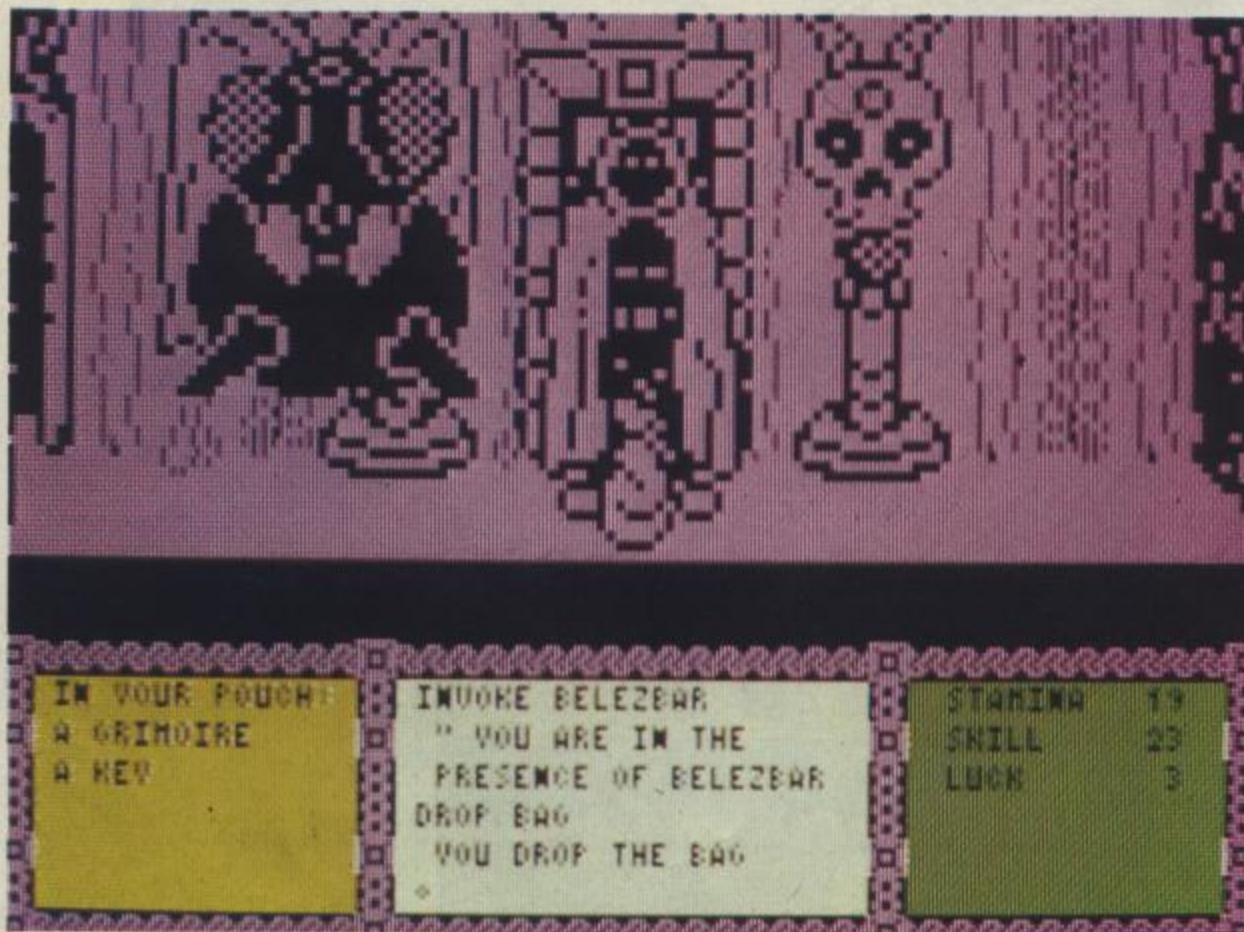 IN YOUR POUCH:
A GRIMOIRE
A KEY
INVOKE BELEZBAR
" YOU ARE IN THE
PRESENCE OF BELEZBAR
DROP BAG
YOU DROP THE BAG
STAMINA 19
SKILL 23
LUCK 3